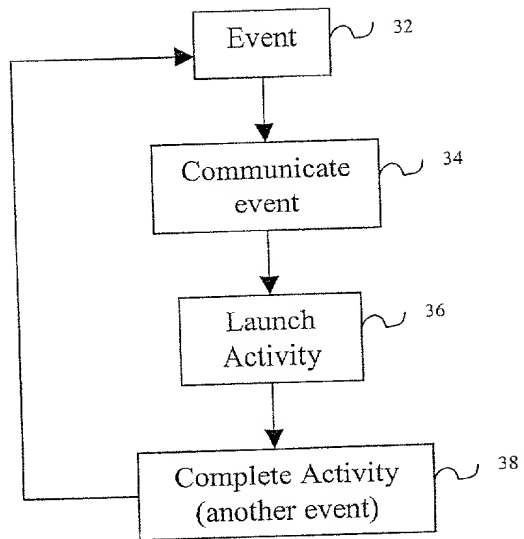 Event
32
Communicate
event
34
Launch
Activity
36
Complete Activity
(another event)
38